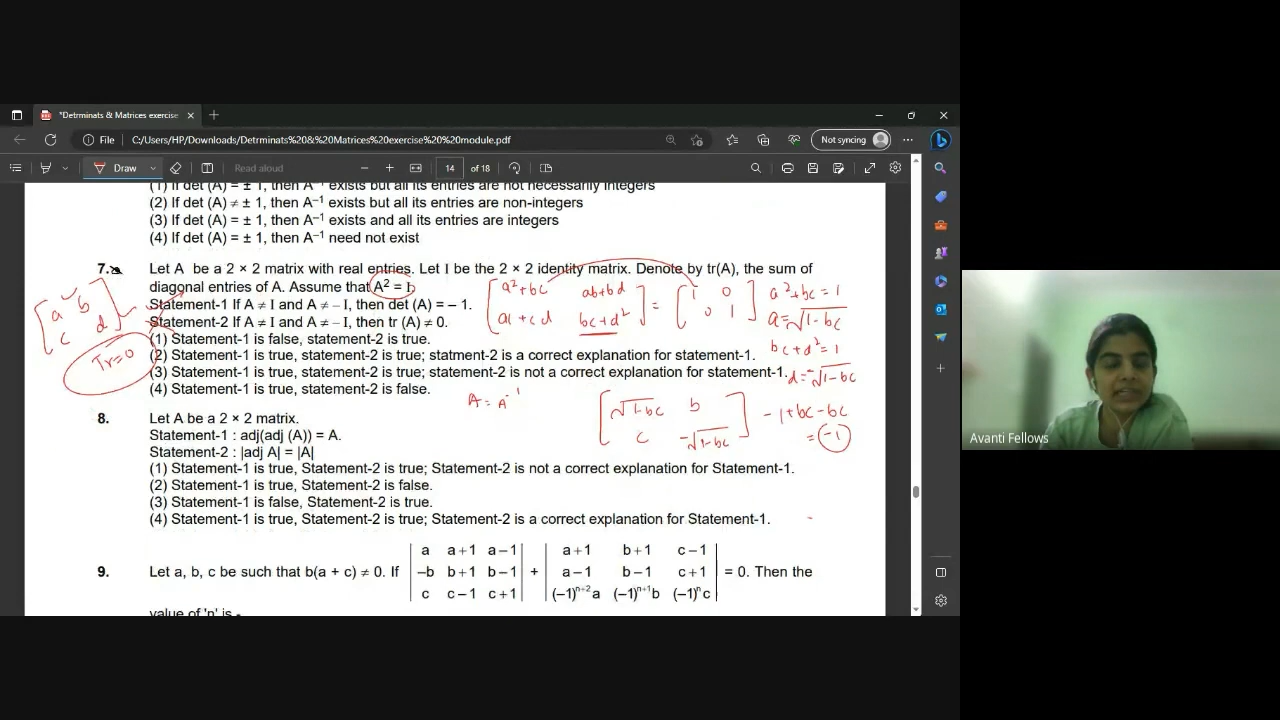 *Detrminats & Matrices exercise
File C:/Users/HP/Downloads/Detrminats%20&%20Matrices%20exercise%20%20module.pdf Not syncing
Draw Read aloud 14 of 18
(1) If det (A) = ± 1, then A⁻¹ exists but all its entries are not necessarily integers
(2) If det (A) ≠ ± 1, then A⁻¹ exists but all its entries are non-integers
(3) If det (A) = ± 1, then A⁻¹ exists and all its entries are integers
(4) If det (A) = ± 1, then A⁻¹ need not exist
7. Let A be a 2 × 2 matrix with real entries. Let I be the 2 × 2 identity matrix. Denote by tr(A), the sum of
diagonal entries of A. Assume that A² = I.
Statement-1 If A ≠ I and A ≠ – I, then det (A) = – 1.
Statement-2 If A ≠ I and A ≠ – I, then tr (A) ≠ 0.
(1) Statement-1 is false, statement-2 is true.
(2) Statement-1 is true, statement-2 is true; statment-2 is a correct explanation for statement-1.
(3) Statement-1 is true, statement-2 is true; statement-2 is not a correct explanation for statement-1.
(4) Statement-1 is true, statement-2 is false.
a b
c d
Tr=0
a²+bc ab+bd = 1 0
ac+cd bc+d² 0 1
a²+bc=1
a=√1-bc
bc+d²=1
d=-√1-bc
A = A⁻¹
√1-bc b
c -√1-bc
-1+bc-bc
= -1
8. Let A be a 2 × 2 matrix.
Statement-1 : adj(adj (A)) = A.
Statement-2 : |adj A| = |A|
(1) Statement-1 is true, Statement-2 is true; Statement-2 is not a correct explanation for Statement-1.
(2) Statement-1 is true, Statement-2 is false.
(3) Statement-1 is false, Statement-2 is true.
(4) Statement-1 is true, Statement-2 is true; Statement-2 is a correct explanation for Statement-1.
9. Let a, b, c be such that b(a + c) ≠ 0. If | a a+1 a−1 | + | a+1 b+1 c−1 | = 0. Then the
−b b+1 b−1 a−1 b−1 c+1
c c−1 c+1 (−1)ⁿ⁺²a (−1)ⁿ⁺¹b (−1)ⁿc
value of 'n' is -
Avanti Fellows